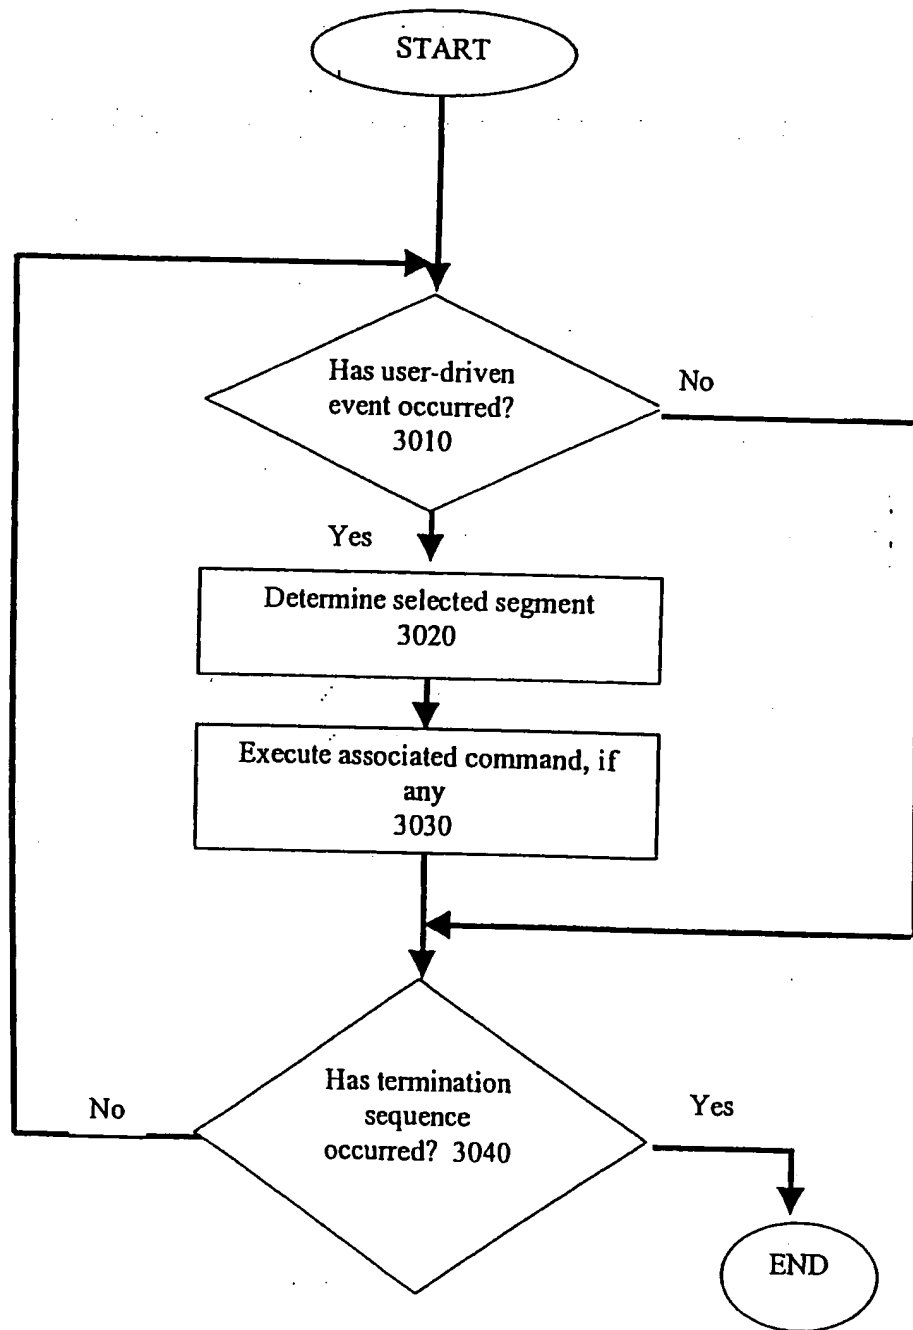 START
Has user-driven
event occurred?
3010
No
Yes
Determine selected segment
3020
Execute associated command, if
any
3030
Has termination
sequence
occurred? 3040
No
Yes
END